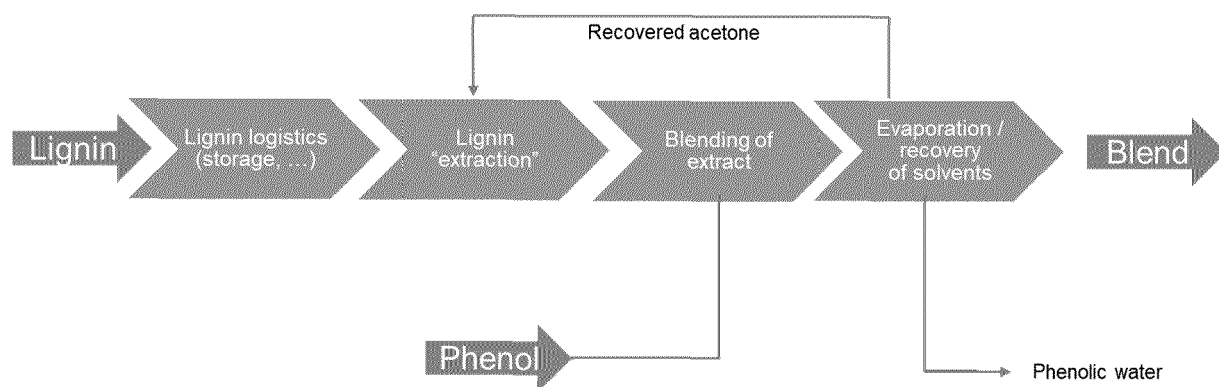 Recovered acetone
Lignin
Lignin logistics
(storage, ...)
Lignin
"extraction"
Blending of
extract
Evaporation /
recovery
of solvents
Blend
Phenol
Phenolic water